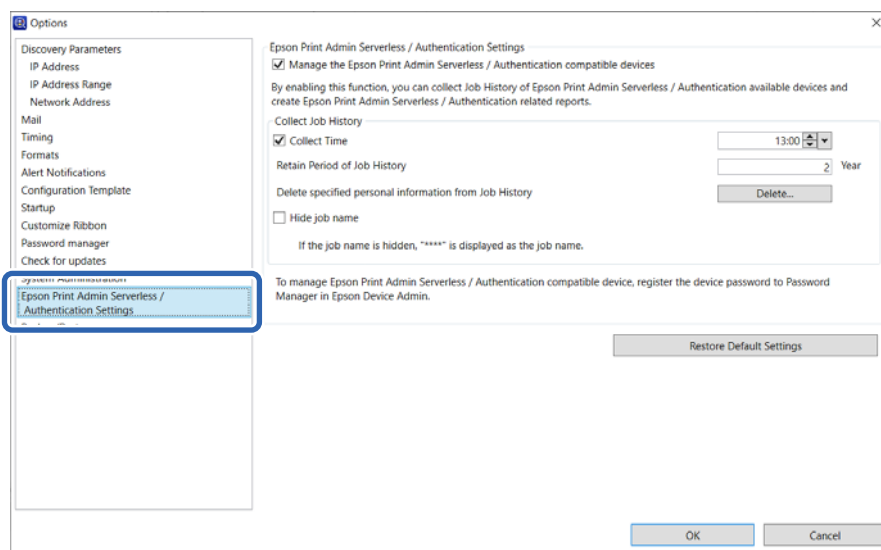 Options
Discovery Parameters
IP Address
IP Address Range
Network Address
Mail
Timing
Formats
Alert Notifications
Configuration Template
Startup
Customize Ribbon
Password manager
Check for updates
System Administration
Epson Print Admin Serverless /
Authentication Settings
Epson Print Admin Serverless / Authentication Settings
Manage the Epson Print Admin Serverless / Authentication compatible devices
By enabling this function, you can collect Job History of Epson Print Admin Serverless / Authentication available devices and
create Epson Print Admin Serverless / Authentication related reports.
Collect Job History
Collect Time
13:00
Retain Period of Job History
2 Year
Delete specified personal information from Job History
Delete...
Hide job name
If the job name is hidden, "****" is displayed as the job name.
To manage Epson Print Admin Serverless / Authentication compatible device, register the device password to Password
Manager in Epson Device Admin.
Restore Default Settings
OK
Cancel